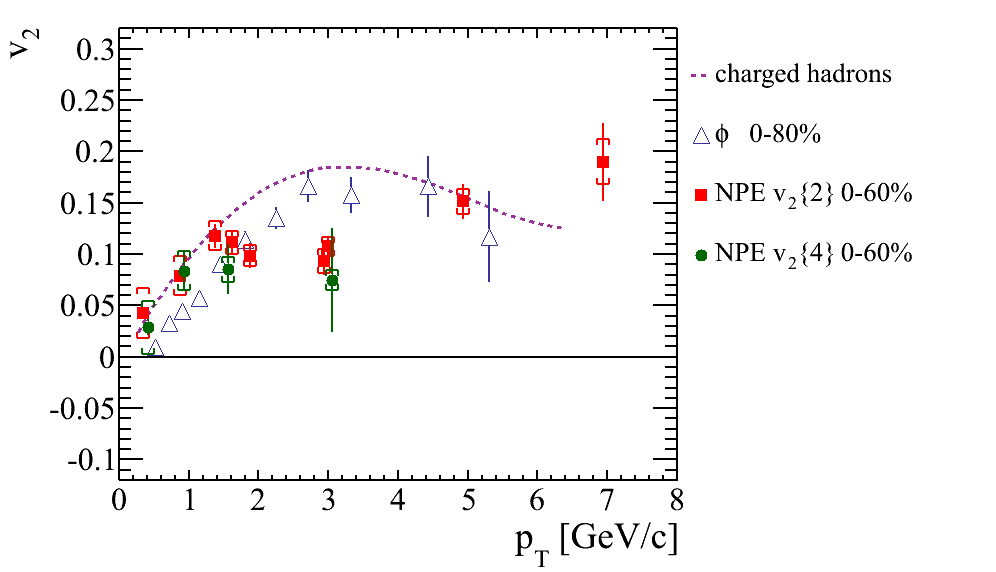 v2
0.3
0.25
0.2
0.15
0.1
0.05
0
-0.05
-0.1
0 1 2 3 4 5 6 7 8
pT [GeV/c]
charged hadrons
ϕ 0-80%
NPE v2{2} 0-60%
NPE v2{4} 0-60%